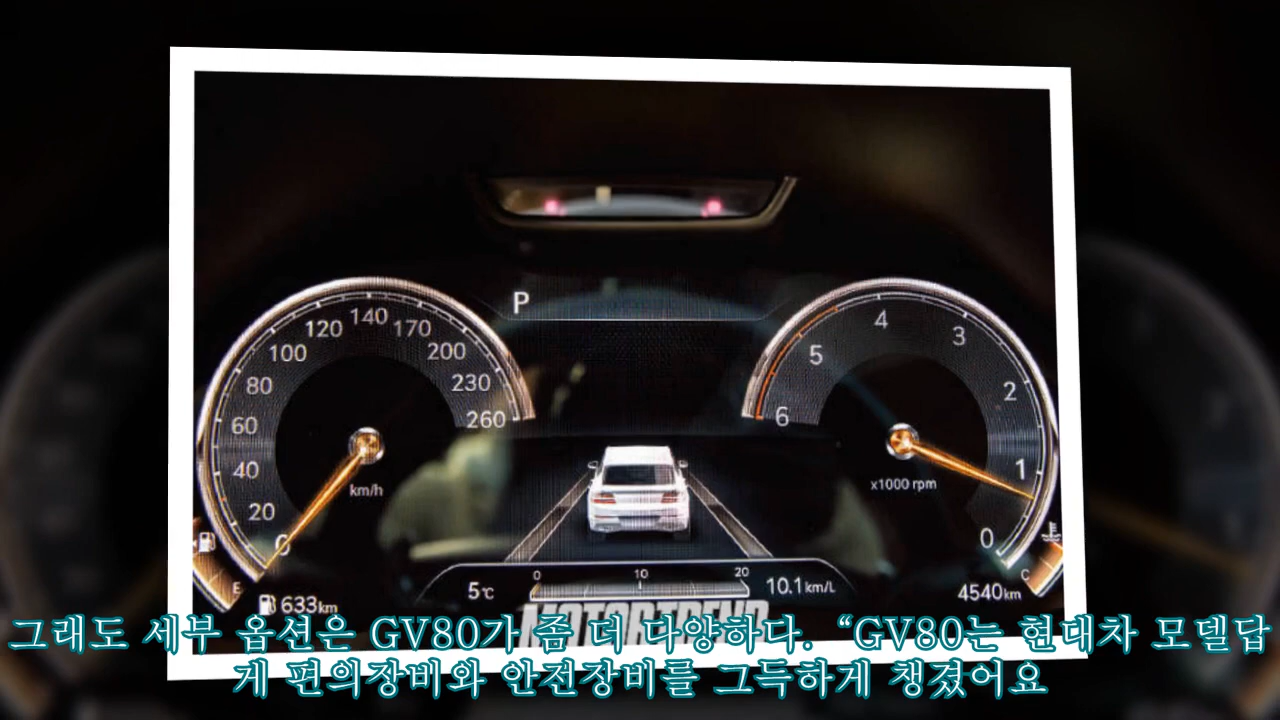 P
140
120
170
100
200
80
230
60
260
40
20
0
km/h
4
3
5
2
6
1
0
x1000 rpm
E
C
0
10
20
5℃
10.1 km/L
633km
4540km
MOTORTREND
그래도 세부 옵션은 GV80가 좀 더 다양하다. “GV80는 현대차 모델답
게 편의장비와 안전장비를 그득하게 챙겼어요